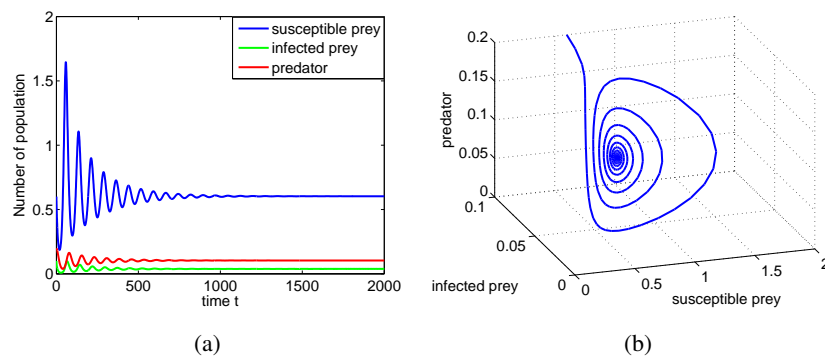 2
1.5
1
0.5
0
Number of population
susceptible prey
infected prey
predator
0 500 1000 1500 2000
time t
(a)
0.2
0.15
0.1
0.05
0
predator
0.1
0.05
0
infected prey
0 0.5 1 1.5 2
susceptible prey
(b)